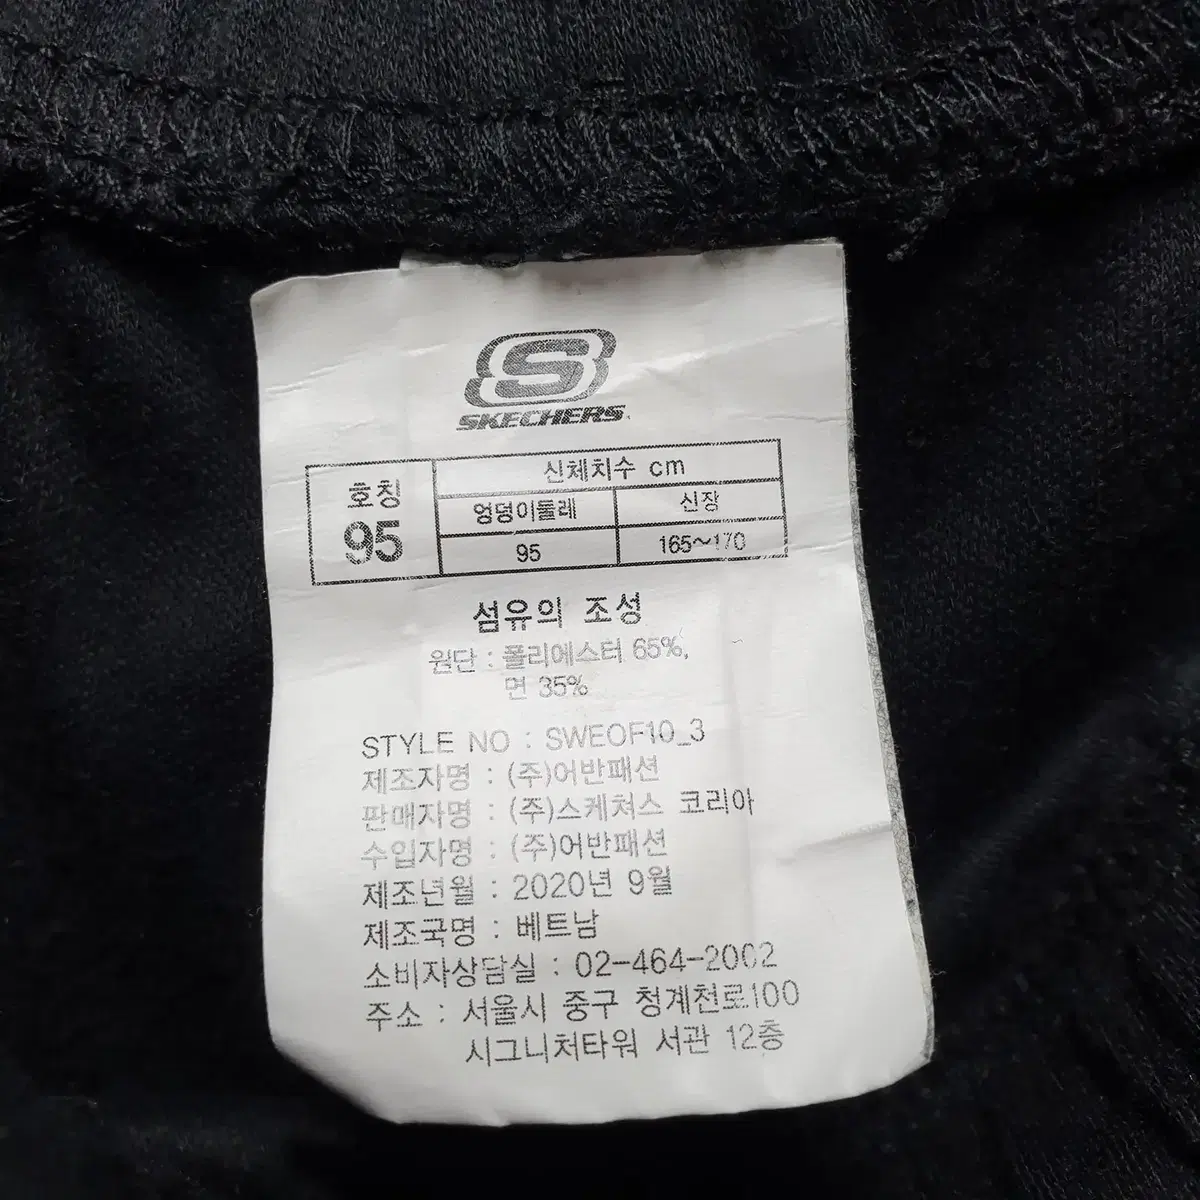 S
SKECHERS
호칭
95
신체치수 cm
엉덩이둘레 신장
95 165~170
섬유의 조성
원단 : 폴리에스터 65%,
면 35%
STYLE NO : SWEOF10_3
제조자명 : (주)어반패션
판매자명 : (주)스케쳐스 코리아
수입자명 : (주)어반패션
제조년월 : 2020년 9월
제조국명 : 베트남
소비자상담실 : 02-464-2002
주소 : 서울시 중구 청계천로100
시그니처타워 서관 12층